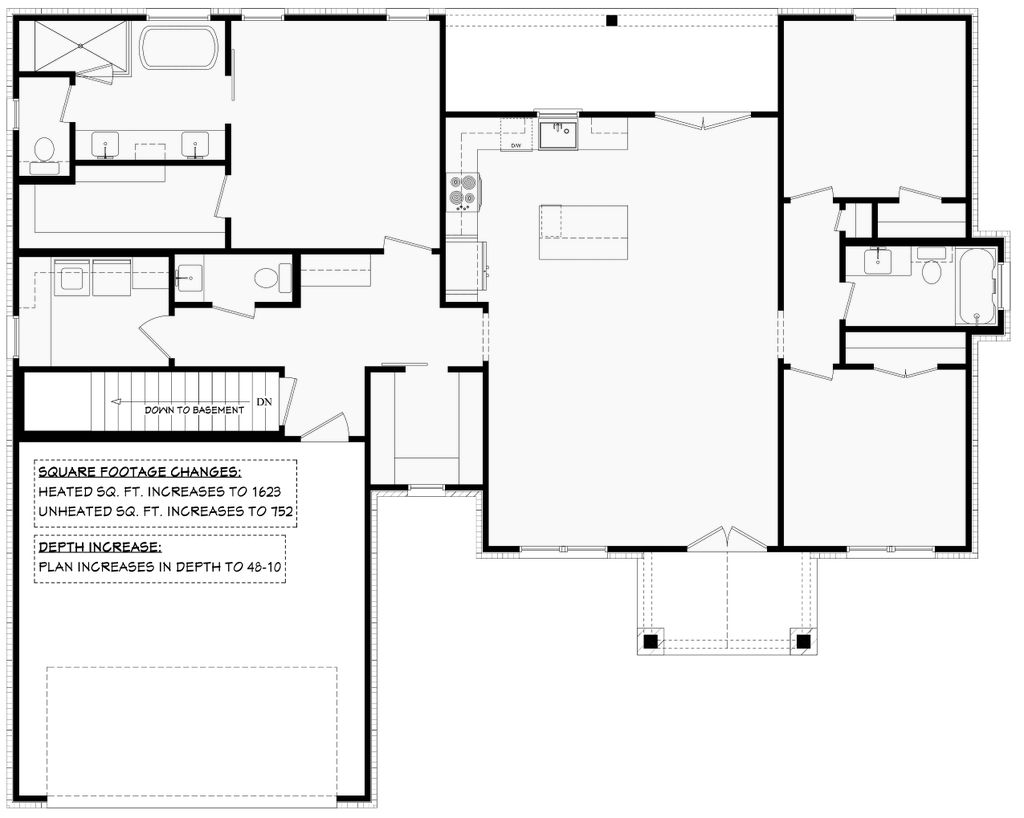 D/W
DN
DOWN TO BASEMENT
SQUARE FOOTAGE CHANGES:
HEATED SQ. FT. INCREASES TO 1623
UNHEATED SQ. FT. INCREASES TO 752
DEPTH INCREASE:
PLAN INCREASES IN DEPTH TO 48-10